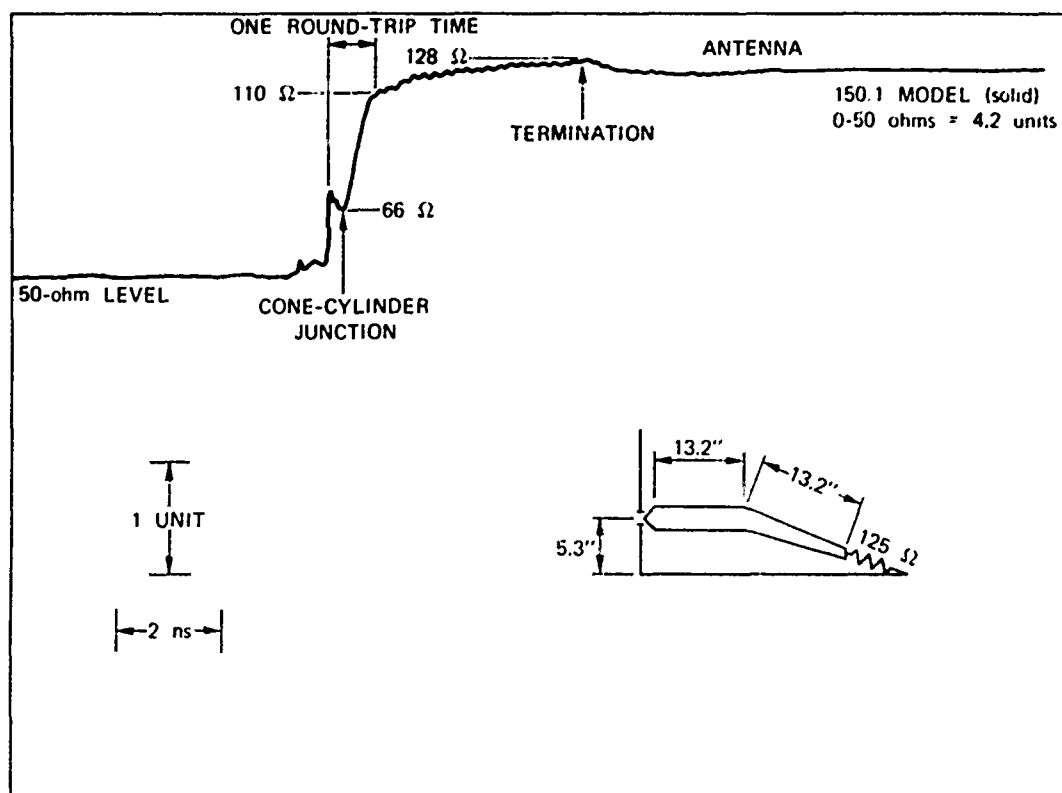 ONE ROUND-TRIP TIME
128 Ω
ANTENNA
110 Ω
150.1 MODEL (solid)
0-50 ohms = 4.2 units
TERMINATION
66 Ω
50-ohm LEVEL
CONE-CYLINDER
JUNCTION
13.2"
13.2"
1 UNIT
5.3"
125 Ω
2 ns